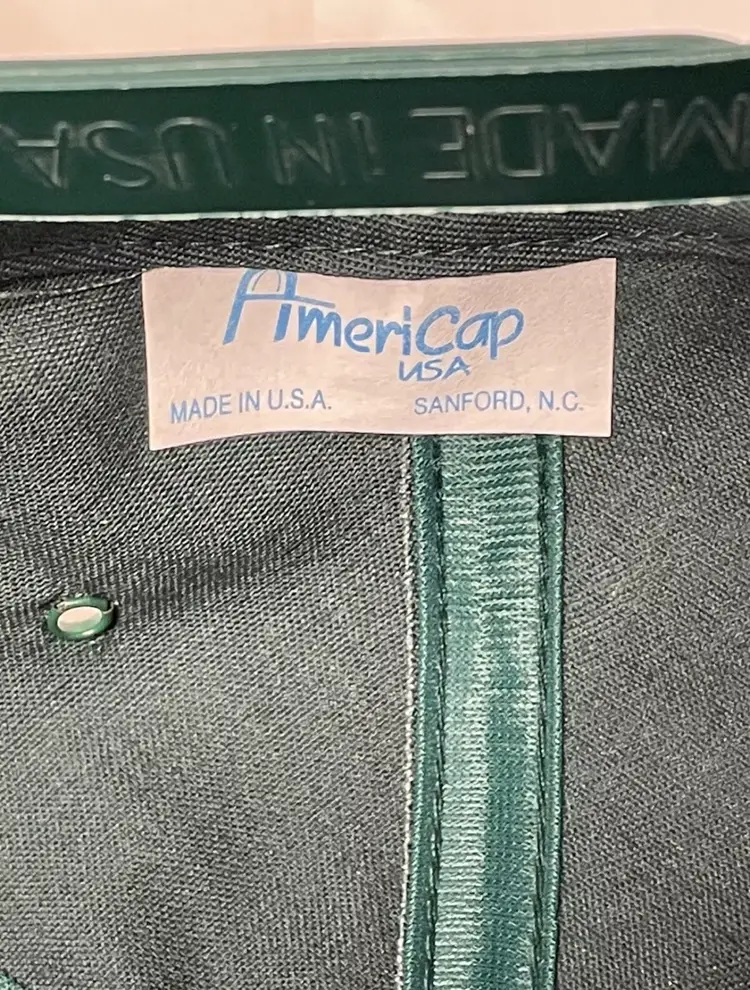 MADE IN USA
AmeriCap
USA
MADE IN U.S.A. SANFORD, N.C.